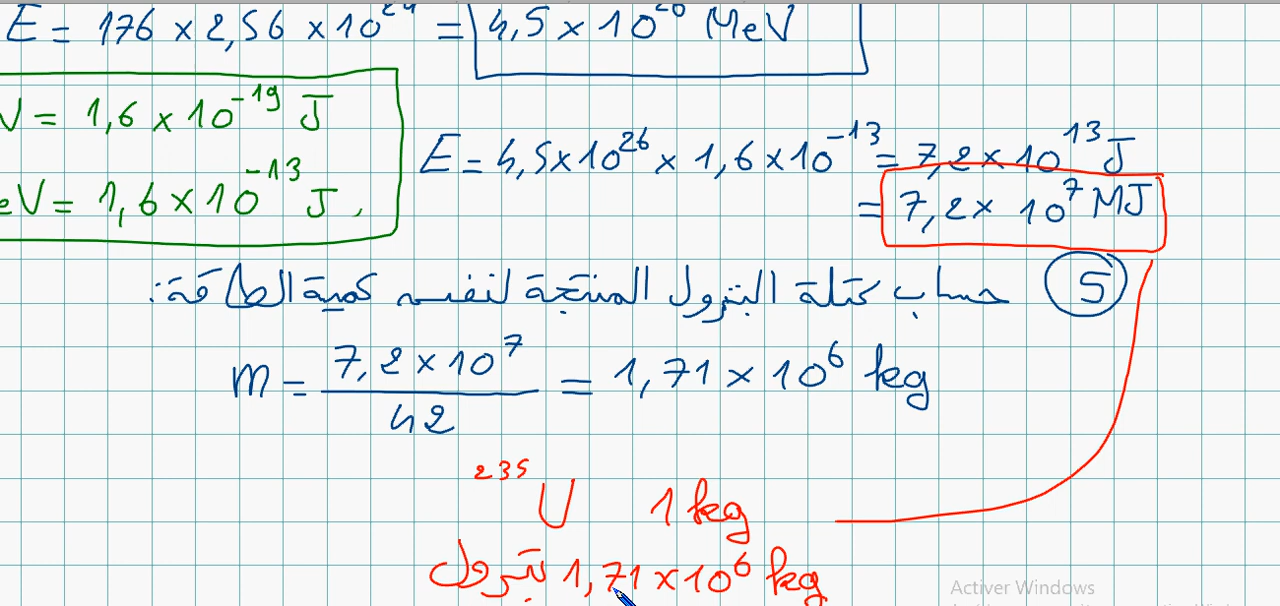 E = 176 × 2,56 × 10²⁴ = 4,5 × 10²⁶ MeV
V = 1,6 × 10⁻¹⁹ J
eV = 1,6 × 10⁻¹³ J,
E = 4,5 × 10²⁶ × 1,6 × 10⁻¹³ = 7,2 × 10¹³ J
= 7,2 × 10⁷ MJ
5 حساب كتلة البترول المنتجة لنفس كمية الطاقة:
m = 7,2 × 10⁷ / 42 = 1,71 × 10⁶ kg
²³⁵U 1 kg
بترول 1,71 × 10⁶ kg
Activer Windows